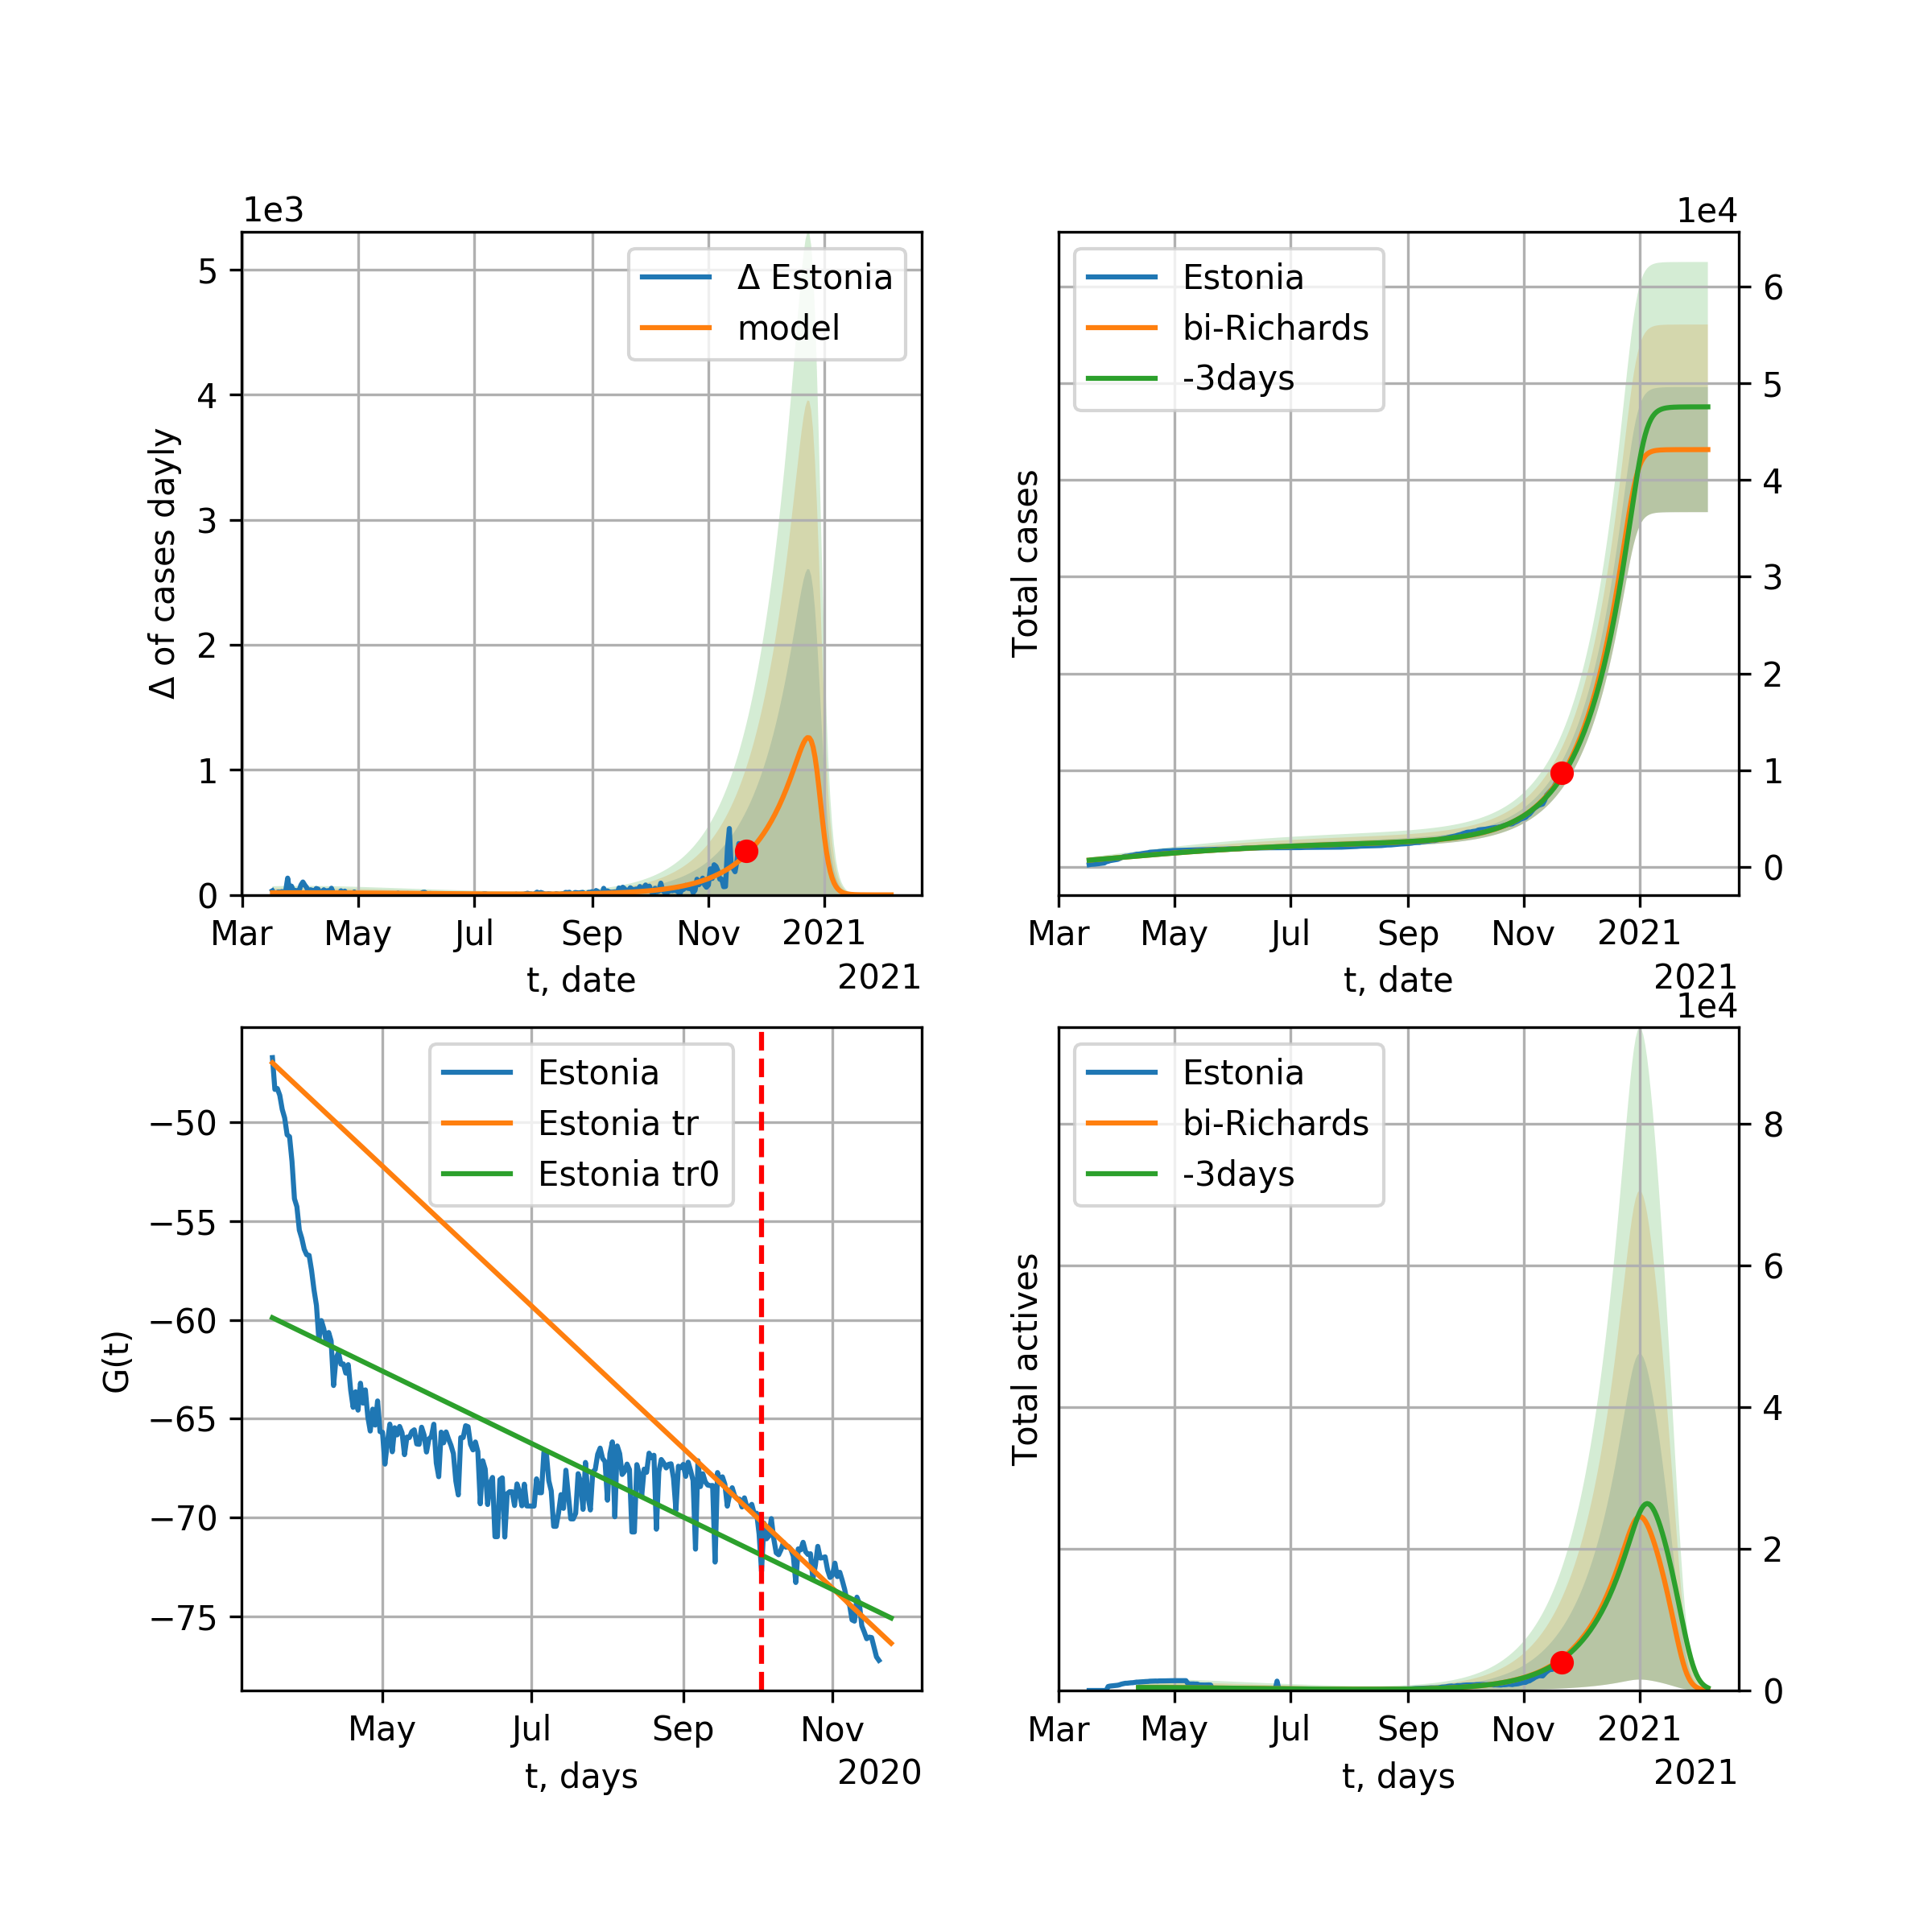 1e3
Δ Estonia
model
Δ of cases dayly
5
4
3
2
1
0
Mar May Jul Sep Nov 2021
t, date
2021
1e4
Estonia
bi-Richards
-3days
Total cases
6
5
4
3
2
1
0
Mar May Jul Sep Nov 2021
t, date
2021
Estonia
Estonia tr
Estonia tr0
G(t)
−50
−55
−60
−65
−70
−75
May Jul Sep Nov
t, days
2020
1e4
Estonia
bi-Richards
-3days
Total actives
8
6
4
2
0
Mar May Jul Sep Nov 2021
t, days
2021